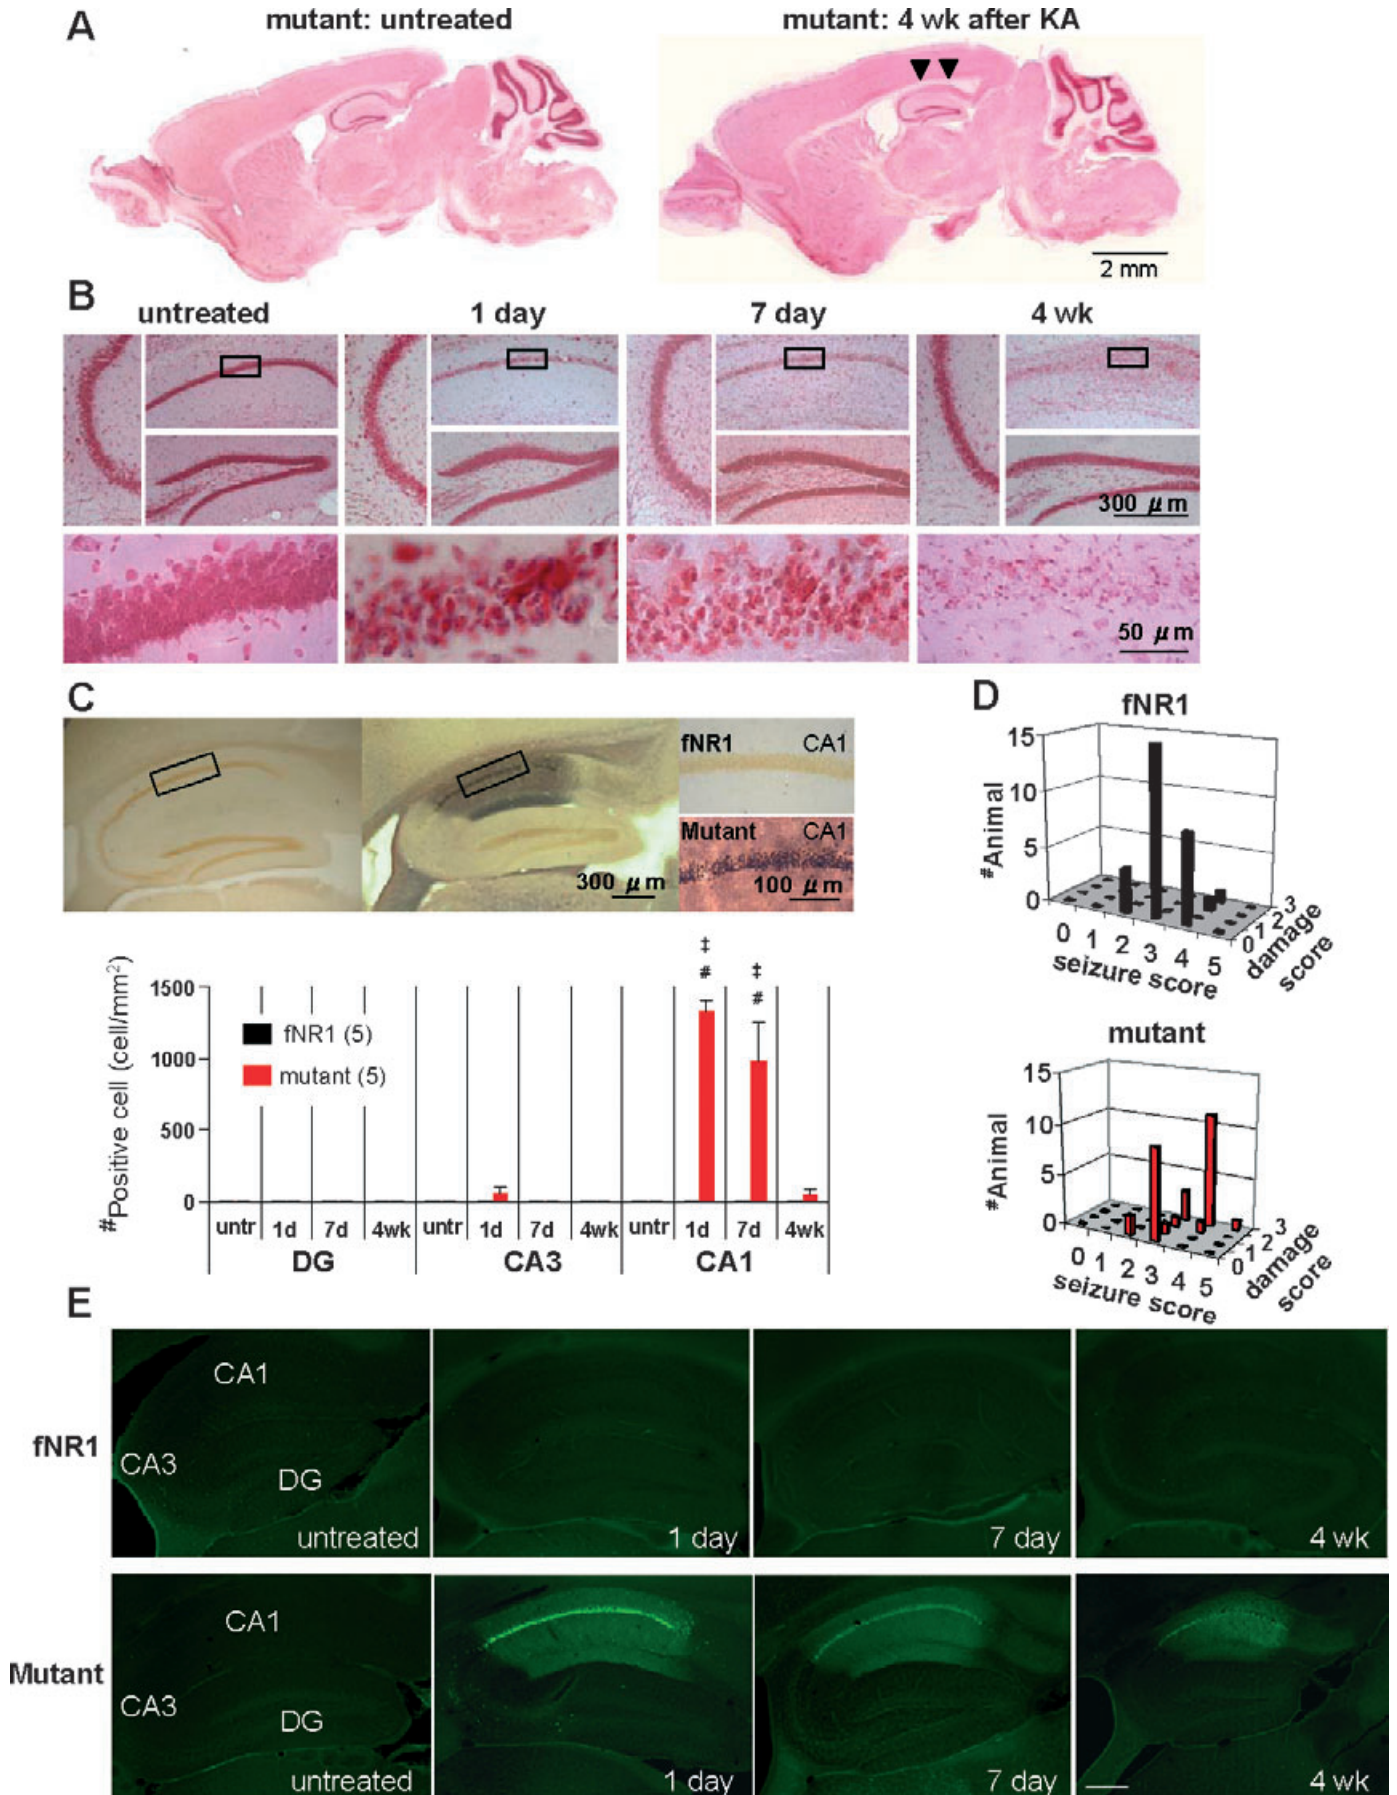 A
mutant: untreated
mutant: 4 wk after KA
2 mm
B
untreated
1 day
7 day
4 wk
300 μm
50 μm
C
fNR1 CA1
Mutant CA1
300 μm
100 μm
#Positive cell (cell/mm²)
1500
1000
500
0
fNR1 (5)
mutant (5)
‡
#
‡
#
untr 1d 7d 4wk untr 1d 7d 4wk untr 1d 7d 4wk
DG CA3 CA1
D
fNR1
#Animal
15
10
5
0
0 1 2 3 4 5
seizure score
0 1 2 3
damage
score
mutant
#Animal
15
10
5
0
0 1 2 3 4 5
seizure score
0 1 2 3
damage
score
E
fNR1
CA1
CA3
DG
untreated
1 day
7 day
4 wk
Mutant
CA1
CA3
DG
untreated
1 day
7 day
4 wk